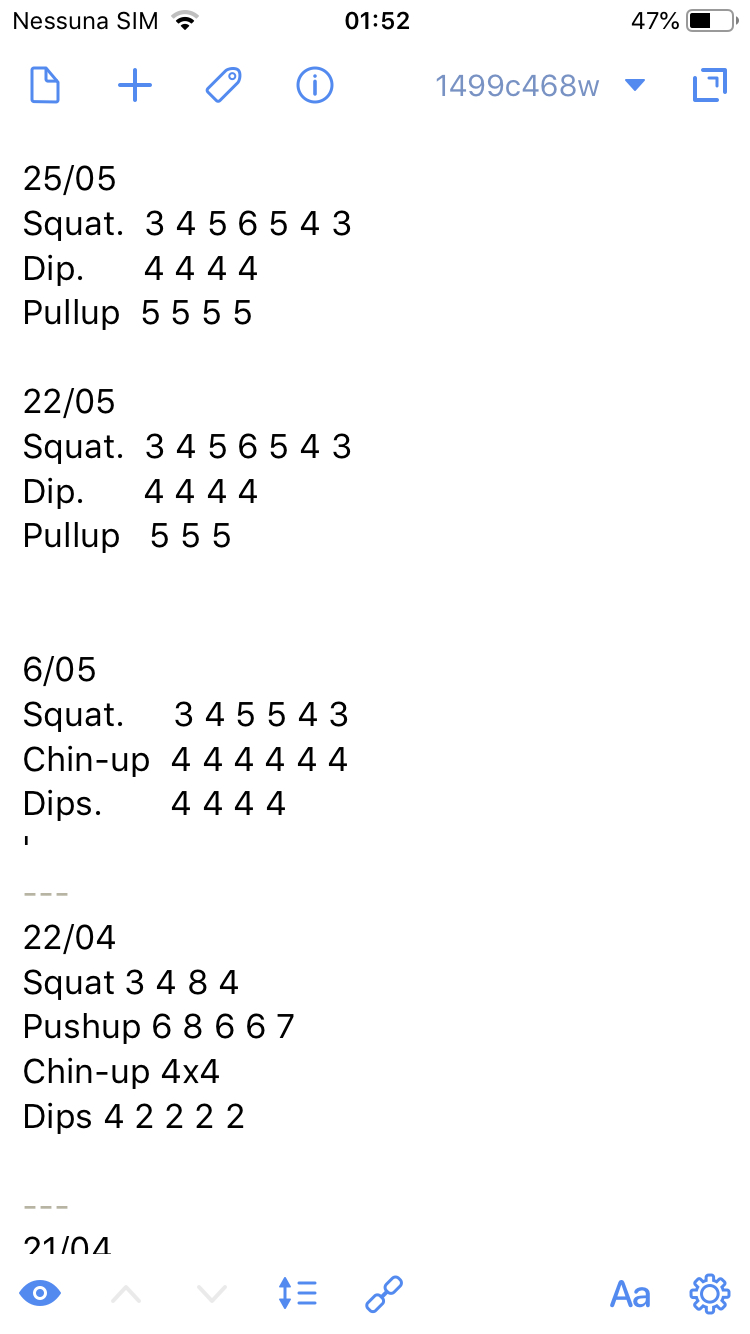 Nessuna SIM 01:52 47%
1499c468w
25/05
Squat. 3 4 5 6 5 4 3
Dip. 4 4 4 4
Pullup 5 5 5 5
22/05
Squat. 3 4 5 6 5 4 3
Dip. 4 4 4 4
Pullup 5 5 5
6/05
Squat. 3 4 5 5 4 3
Chin-up 4 4 4 4 4 4
Dips. 4 4 4 4
'
---
22/04
Squat 3 4 8 4
Pushup 6 8 6 6 7
Chin-up 4x4
Dips 4 2 2 2 2
---
21/04
Aa